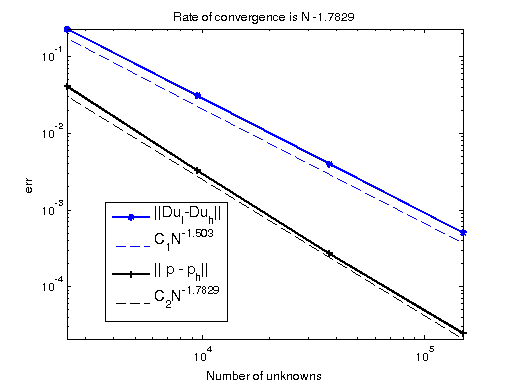 Rate of convergence is N -1.7829
10^-1
10^-2
10^-3
10^-4
err
||Du_I-Du_h||
C_1N^-1.503
|| p - p_h||
C_2N^-1.7829
10^4
10^5
Number of unknowns